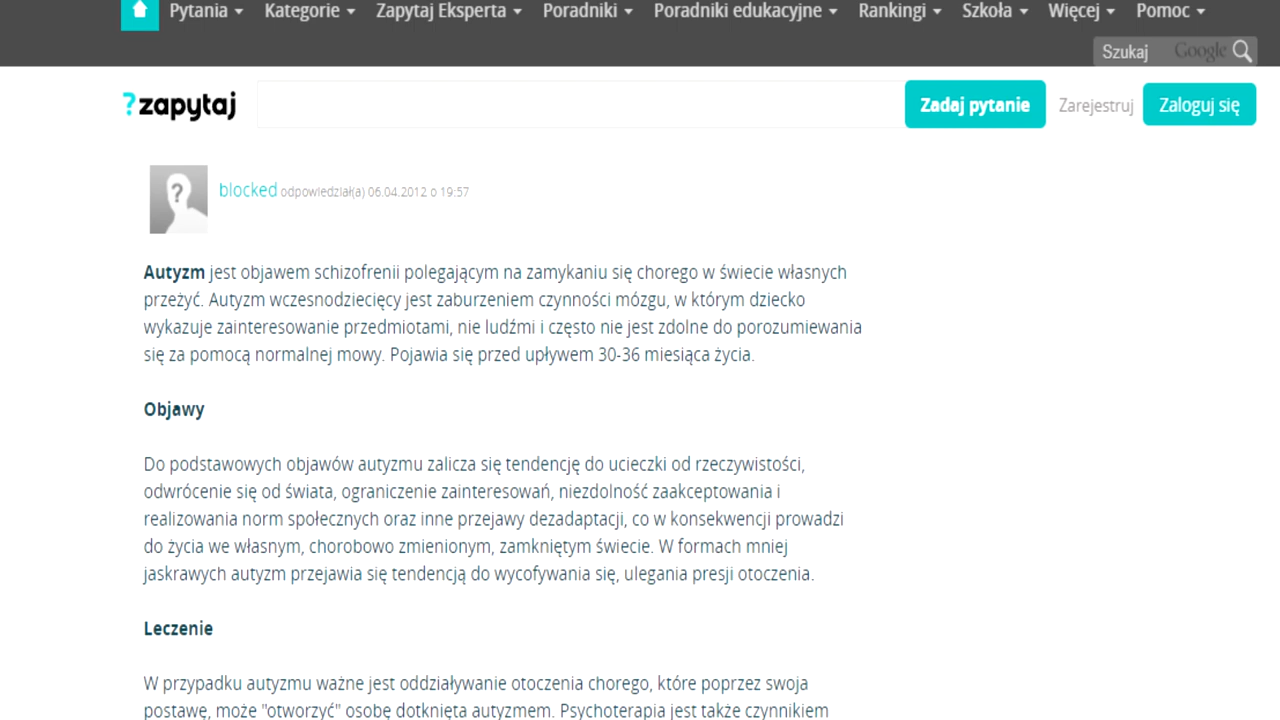 Pytania Kategorie Zapytaj Eksperta Poradniki Poradniki edukacyjne Rankingi Szkoła Więcej Pomoc
Szukaj Google
?zapytaj Zadaj pytanie Zarejestruj Zaloguj się
blocked odpowiedział(a) 06.04.2012 o 19:57
Autyzm jest objawem schizofrenii polegającym na zamykaniu się chorego w świecie własnych
przeżyć. Autyzm wczesnodziecięcy jest zaburzeniem czynności mózgu, w którym dziecko
wykazuje zainteresowanie przedmiotami, nie ludźmi i często nie jest zdolne do porozumiewania
się za pomocą normalnej mowy. Pojawia się przed upływem 30-36 miesiąca życia.
Objawy
Do podstawowych objawów autyzmu zalicza się tendencję do ucieczki od rzeczywistości,
odwrócenie się od świata, ograniczenie zainteresowań, niezdolność zaakceptowania i
realizowania norm społecznych oraz inne przejawy dezadaptacji, co w konsekwencji prowadzi
do życia we własnym, chorobowo zmienionym, zamkniętym świecie. W formach mniej
jaskrawych autyzm przejawia się tendencją do wycofywania się, ulegania presji otoczenia.
Leczenie
W przypadku autyzmu ważne jest oddziaływanie otoczenia chorego, które poprzez swoja
postawę, może "otworzyć" osobę dotknięta autyzmem. Psychoterapia jest także czynnikiem